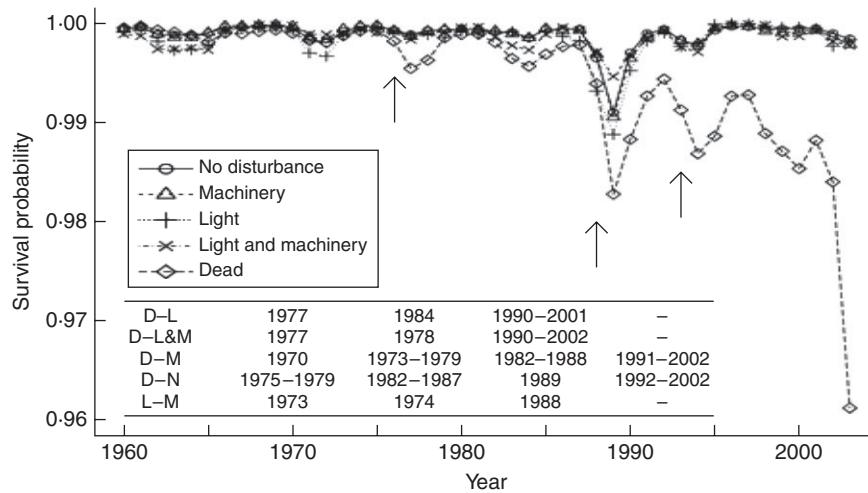 1·00
0·99
0·98
0·97
0·96
Survival probability
No disturbance
Machinery
Light
Light and machinery
Dead
D–L 1977 1984 1990–2001 –
D–L&M 1977 1978 1990–2002 –
D–M 1970 1973–1979 1982–1988 1991–2002
D–N 1975–1979 1982–1987 1989 1992–2002
L–M 1973 1974 1988 –
1960 1970 1980 1990 2000
Year